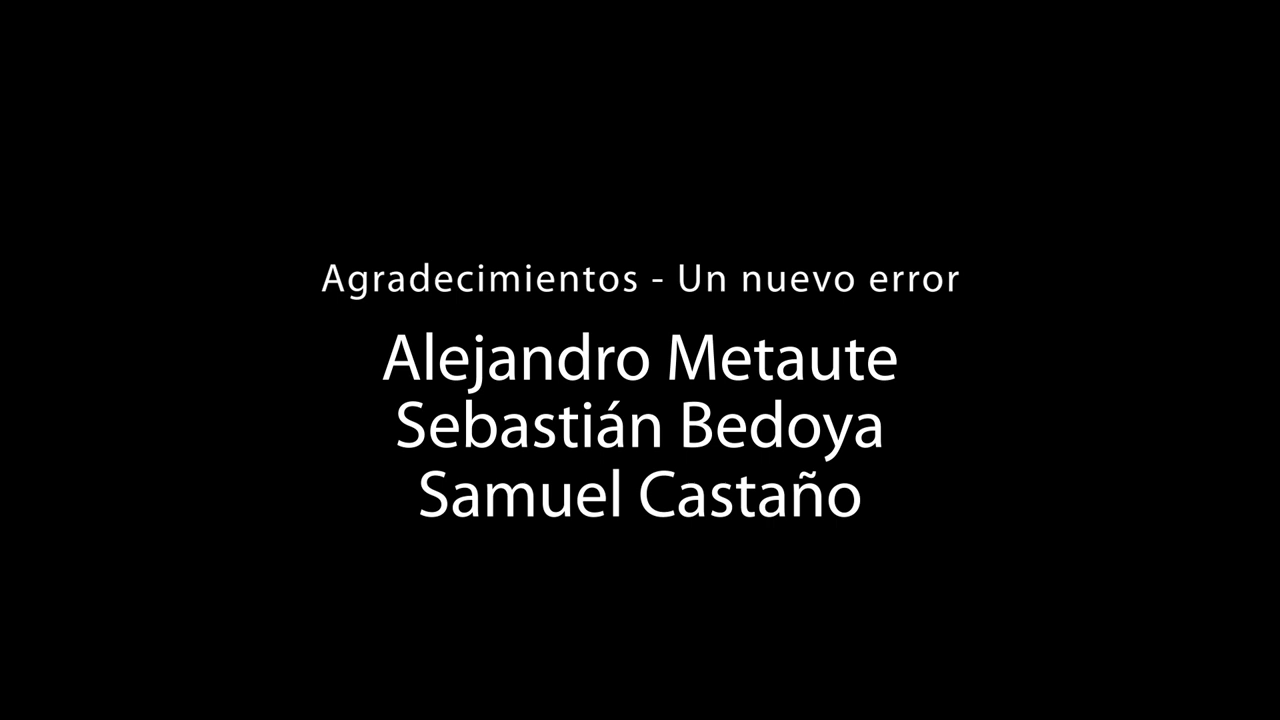 Agradecimientos - Un nuevo error
Alejandro Metaute
Sebastián Bedoya
Samuel Castaño